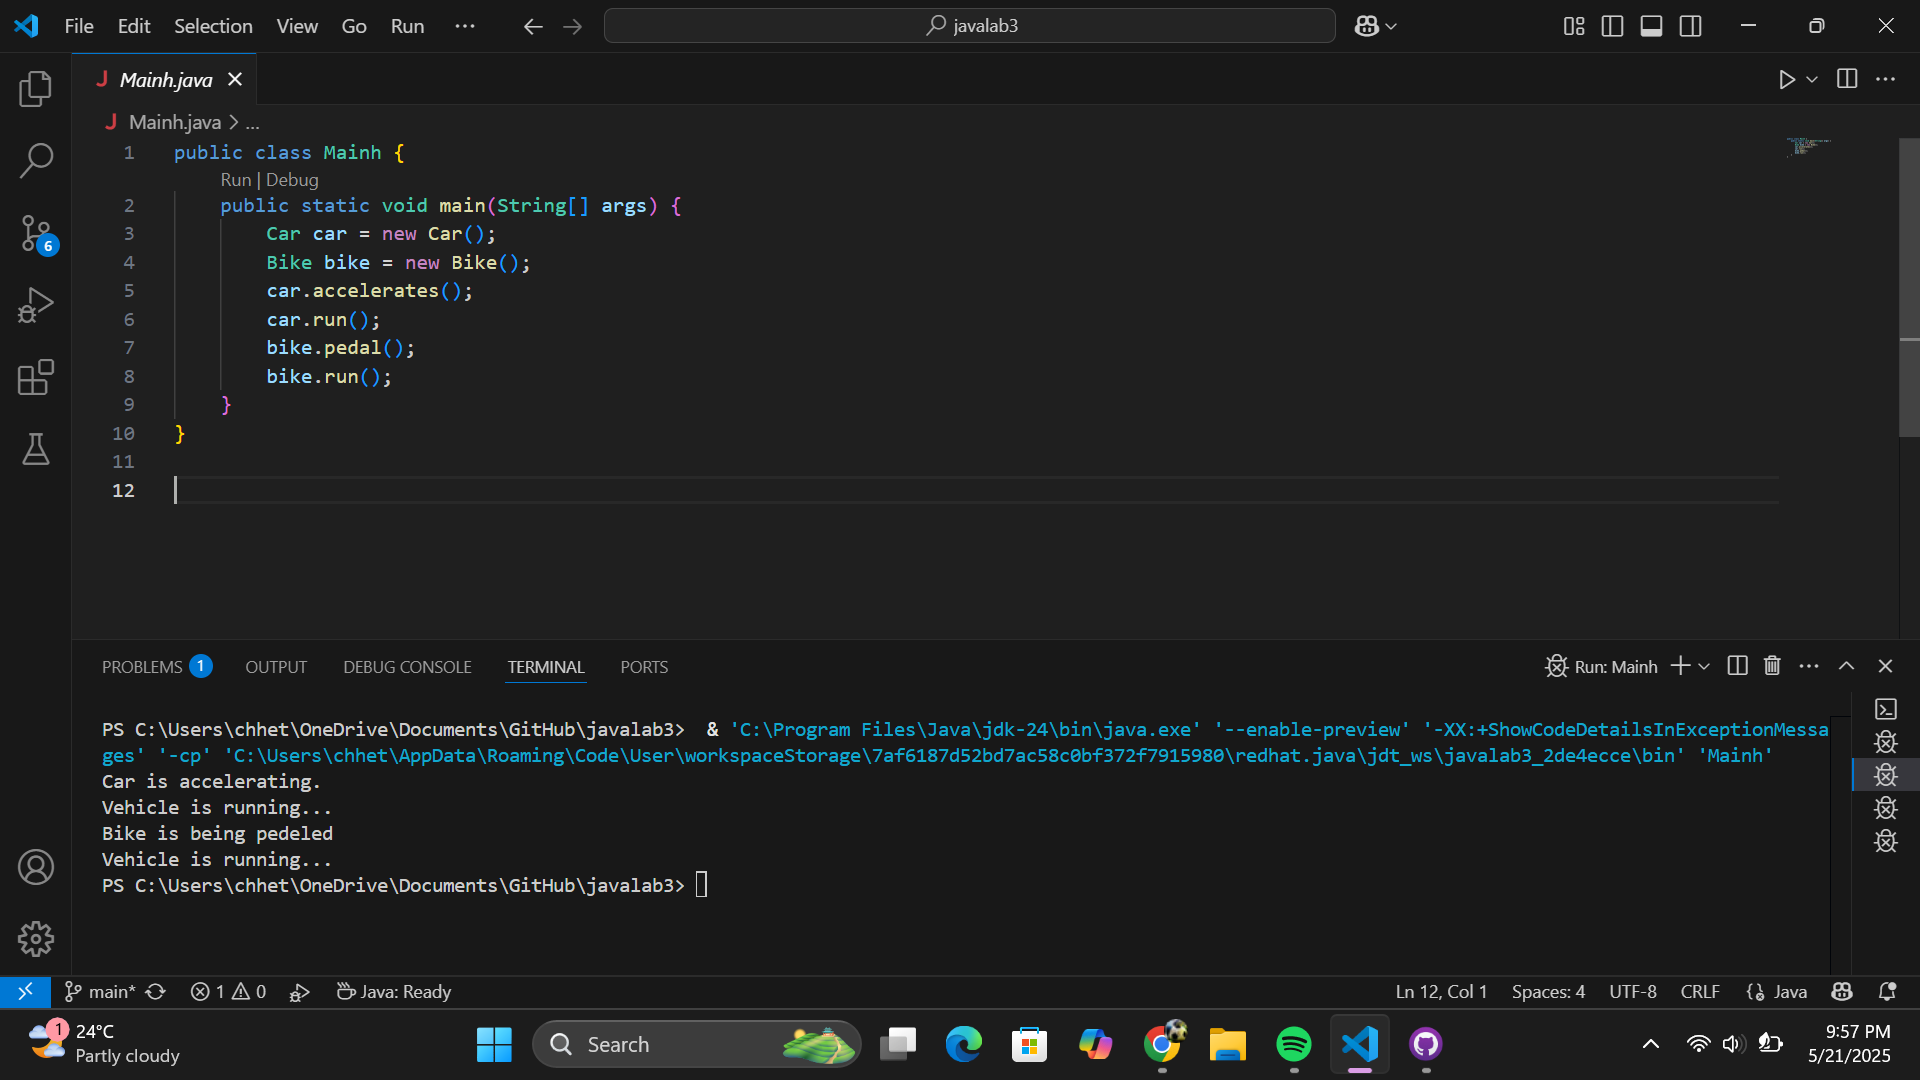 File Edit Selection View Go Run ··· javalab3
Mainh.java
Mainh.java > ...
1 public class Mainh {
Run | Debug
2 public static void main(String[] args) {
3 Car car = new Car();
4 Bike bike = new Bike();
5 car.accelerates();
6 car.run();
7 bike.pedal();
8 bike.run();
9 }
10 }
11
12
6
PROBLEMS 1 OUTPUT DEBUG CONSOLE TERMINAL PORTS Run: Mainh
PS C:\Users\chhet\OneDrive\Documents\GitHub\javalab3>  & 'C:\Program Files\Java\jdk-24\bin\java.exe' '--enable-preview' '-XX:+ShowCodeDetailsInExceptionMessa
ges' '-cp' 'C:\Users\chhet\AppData\Roaming\Code\User\workspaceStorage\7af6187d52bd7ac58c0bf372f7915980\redhat.java\jdt_ws\javalab3_2de4ecce\bin' 'Mainh'
Car is accelerating.
Vehicle is running...
Bike is being pedeled
Vehicle is running...
PS C:\Users\chhet\OneDrive\Documents\GitHub\javalab3>
main* 1 0 Java: Ready Ln 12, Col 1 Spaces: 4 UTF-8 CRLF Java
1 24°C
Partly cloudy
Search
9:57 PM
5/21/2025